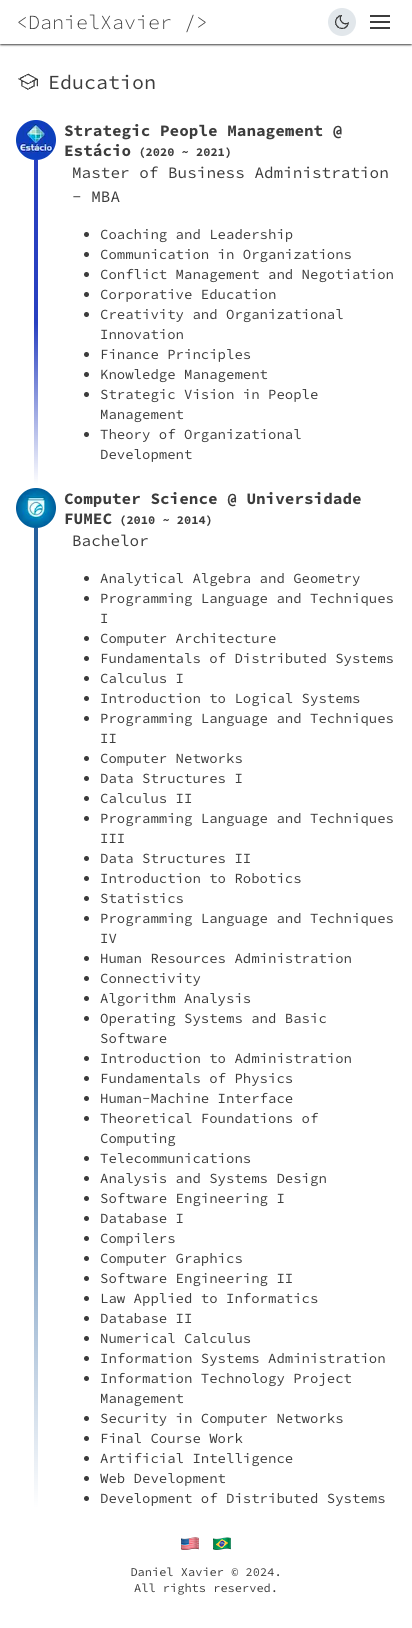 <DanielXavier />
Education
Estácio
Strategic People Management @
Estácio (2020 ~ 2021)
Master of Business Administration
- MBA
• Coaching and Leadership
• Communication in Organizations
• Conflict Management and Negotiation
• Corporative Education
• Creativity and Organizational
Innovation
• Finance Principles
• Knowledge Management
• Strategic Vision in People
Management
• Theory of Organizational
Development
Computer Science @ Universidade
FUMEC (2010 ~ 2014)
Bachelor
• Analytical Algebra and Geometry
• Programming Language and Techniques
I
• Computer Architecture
• Fundamentals of Distributed Systems
• Calculus I
• Introduction to Logical Systems
• Programming Language and Techniques
II
• Computer Networks
• Data Structures I
• Calculus II
• Programming Language and Techniques
III
• Data Structures II
• Introduction to Robotics
• Statistics
• Programming Language and Techniques
IV
• Human Resources Administration
• Connectivity
• Algorithm Analysis
• Operating Systems and Basic
Software
• Introduction to Administration
• Fundamentals of Physics
• Human-Machine Interface
• Theoretical Foundations of
Computing
• Telecommunications
• Analysis and Systems Design
• Software Engineering I
• Database I
• Compilers
• Computer Graphics
• Software Engineering II
• Law Applied to Informatics
• Database II
• Numerical Calculus
• Information Systems Administration
• Information Technology Project
Management
• Security in Computer Networks
• Final Course Work
• Artificial Intelligence
• Web Development
• Development of Distributed Systems
Daniel Xavier © 2024.
All rights reserved.